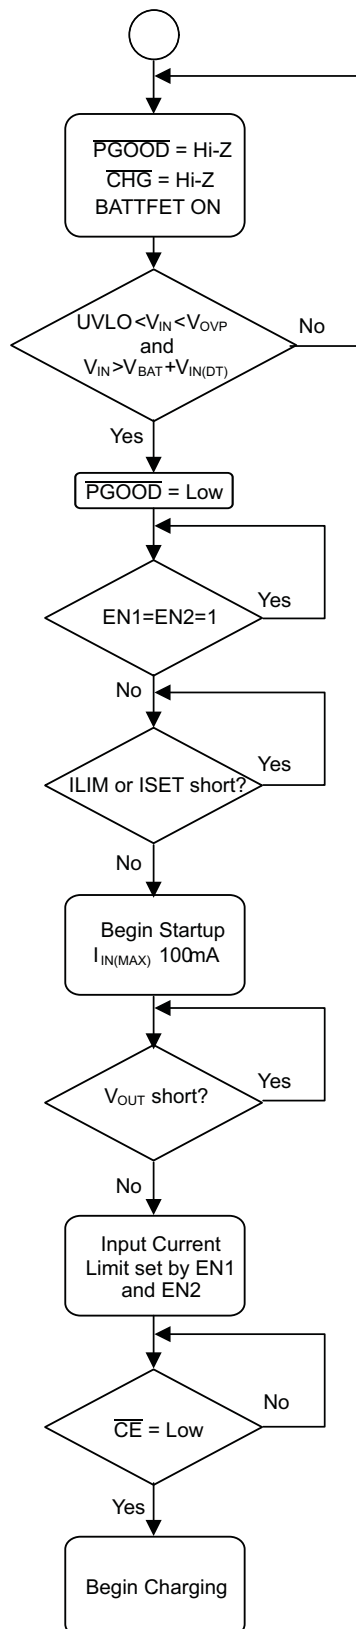 PGOOD = Hi-Z
CHG = Hi-Z
BATTFET ON
UVLO<VIN<VOVP
and
VIN>VBAT+VIN(DT)
No
Yes
PGOOD = Low
EN1=EN2=1
Yes
No
ILIM or ISET short?
Yes
No
Begin Startup
IIN(MAX) 100mA
VOUT short?
Yes
No
Input Current
Limit set by EN1
and EN2
CE = Low
No
Yes
Begin Charging